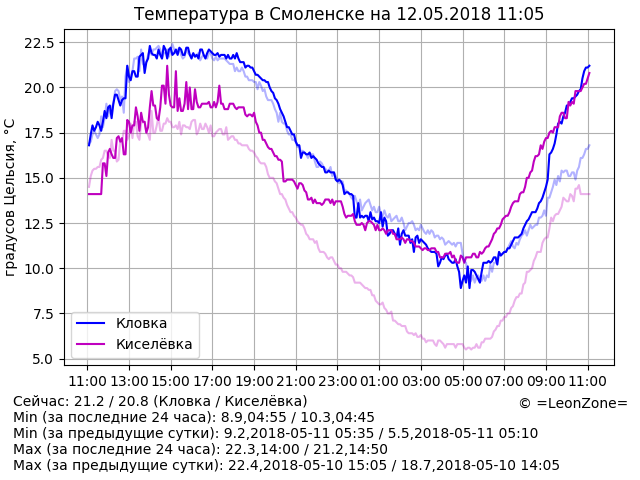 Температура в Смоленске на 12.05.2018 11:05
градусов Цельсия, °C
22.5
20.0
17.5
15.0
12.5
10.0
7.5
5.0
Кловка
Киселёвка
11:00 13:00 15:00 17:00 19:00 21:00 23:00 01:00 03:00 05:00 07:00 09:00 11:00
Сейчас: 21.2 / 20.8 (Кловка / Киселёвка)
© =LeonZone=
Min (за последние 24 часа): 8.9,04:55 / 10.3,04:45
Min (за предыдущие сутки): 9.2,2018-05-11 05:35 / 5.5,2018-05-11 05:10
Max (за последние 24 часа): 22.3,14:00 / 21.2,14:50
Max (за предыдущие сутки): 22.4,2018-05-10 15:05 / 18.7,2018-05-10 14:05